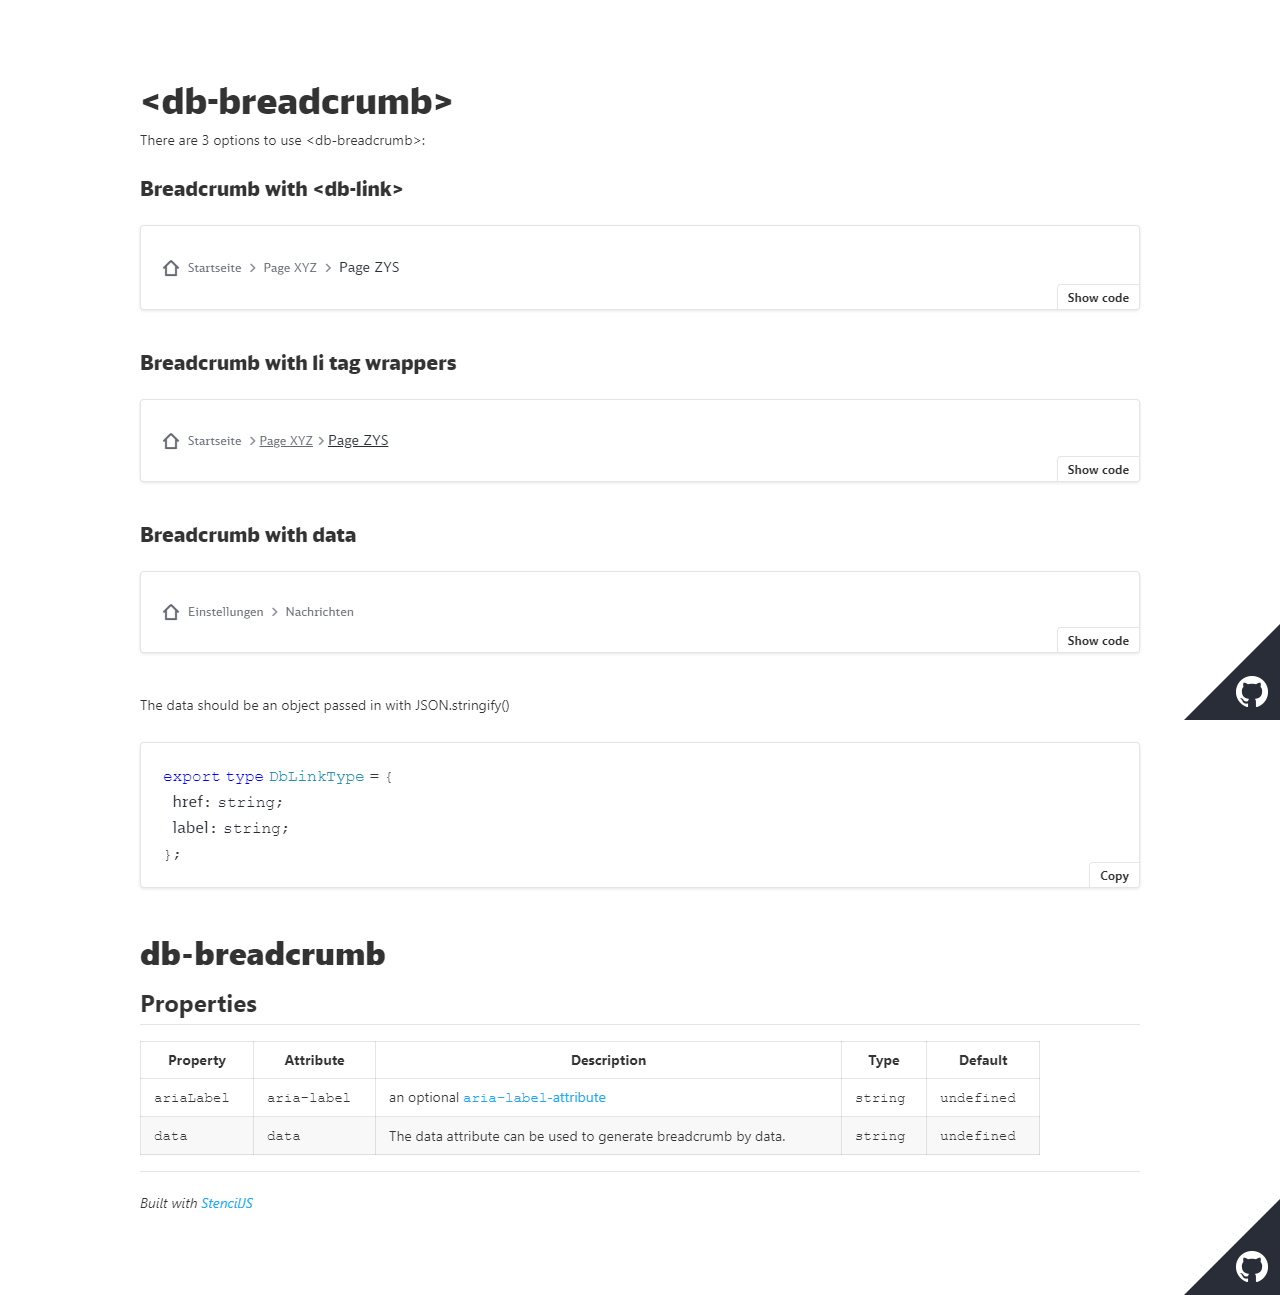 <db-breadcrumb>
There are 3 options to use <db-breadcrumb>:
Breadcrumb with <db-link>
Startseite > Page XYZ > Page ZYS
Show code
Breadcrumb with li tag wrappers
Startseite > Page XYZ > Page ZYS
Show code
Breadcrumb with data
Einstellungen > Nachrichten
Show code
The data should be an object passed in with JSON.stringify()
export type DbLinkType = {
href: string;
label: string;
};
Copy
db-breadcrumb
Properties
Property Attribute Description Type Default
ariaLabel aria-label an optional aria-label-attribute string undefined
data data The data attribute can be used to generate breadcrumb by data. string undefined
Built with StencilJS